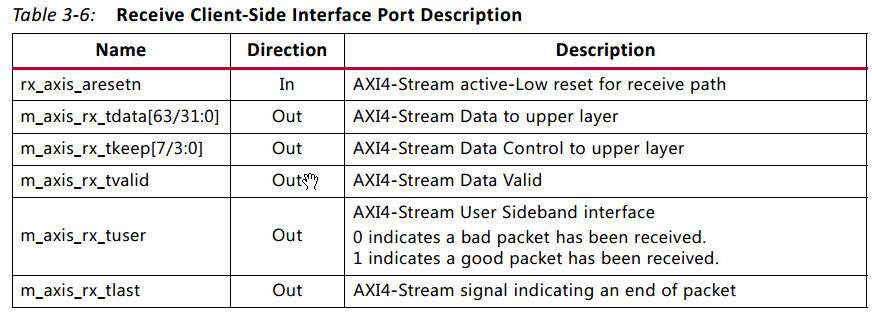 Table 3-6: Receive Client-Side Interface Port Description
Name Direction Description
rx_axis_aresetn In AXI4-Stream active-Low reset for receive path
m_axis_rx_tdata[63/31:0] Out AXI4-Stream Data to upper layer
m_axis_rx_tkeep[7/3:0] Out AXI4-Stream Data Control to upper layer
m_axis_rx_tvalid Out AXI4-Stream Data Valid
m_axis_rx_tuser Out AXI4-Stream User Sideband interface
0 indicates a bad packet has been received.
1 indicates a good packet has been received.
m_axis_rx_tlast Out AXI4-Stream signal indicating an end of packet